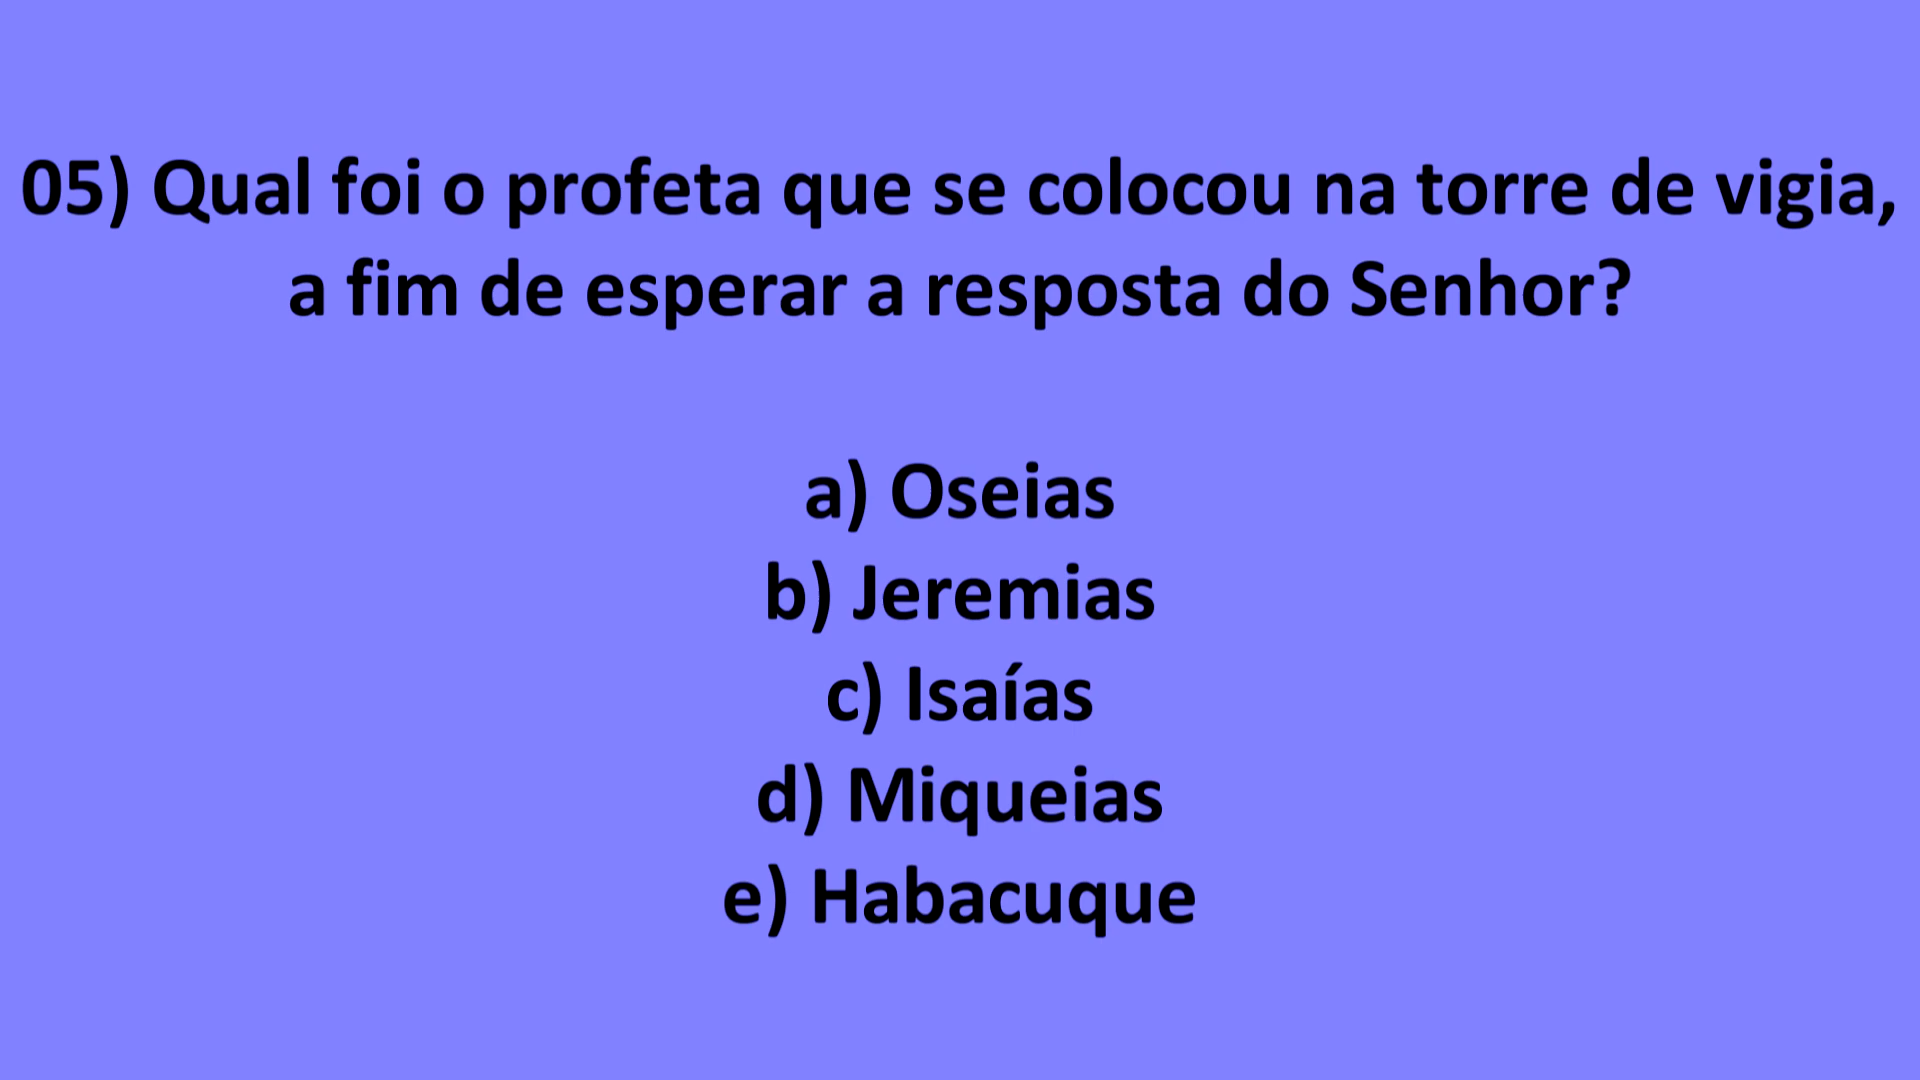 05) Qual foi o profeta que se colocou na torre de vigia,
a fim de esperar a resposta do Senhor?
a) Oseias
b) Jeremias
c) Isaías
d) Miqueias
e) Habacuque